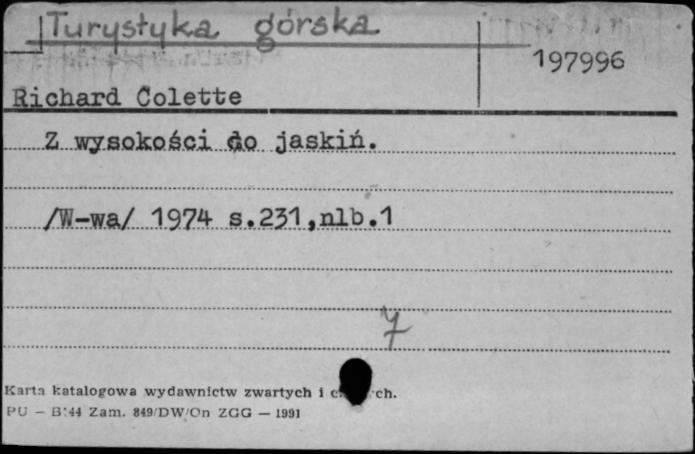 Turystyka górska
197996
Richard Colette
Z wysokości do jaskiń.
/W-wa/ 1974 s.231,nlb.1
7
Karta katalogowa wydawnictw zwartych i
PU — B.44 Zam. 849/DW/On ZGG — 1991